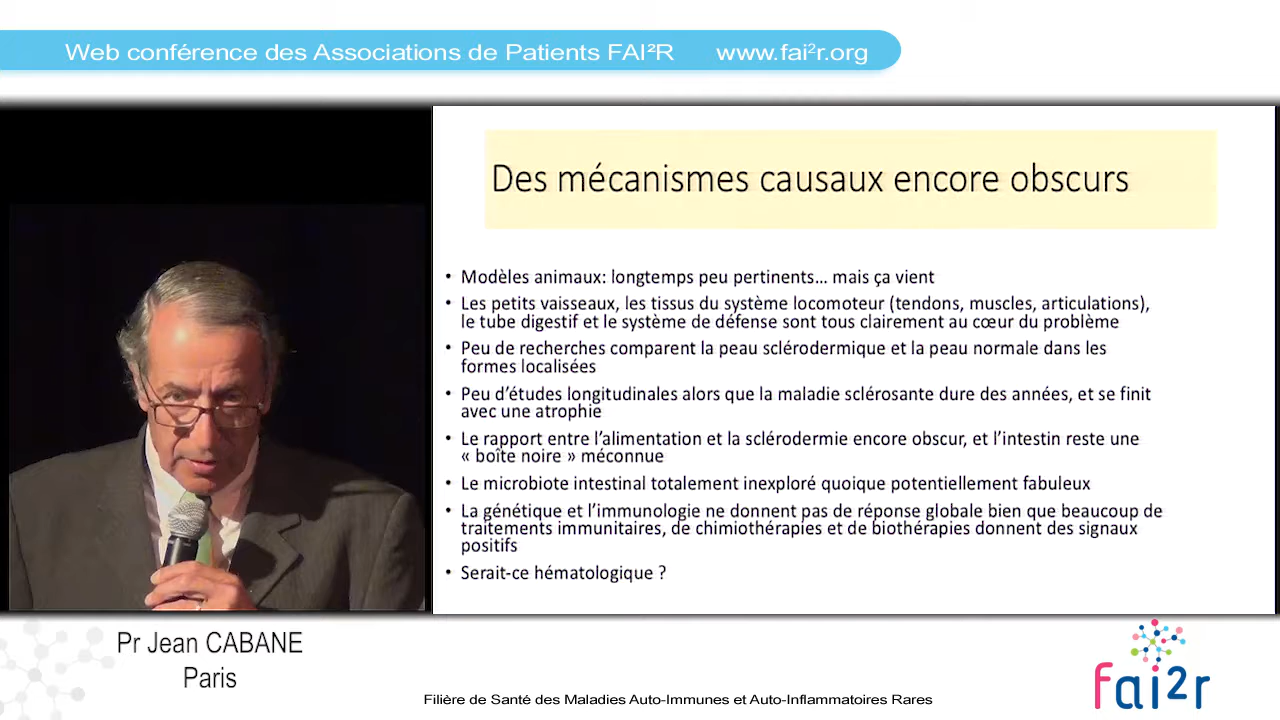 Web conférence des Associations de Patients FAI²R www.fai²r.org
Des mécanismes causaux encore obscurs
• Modèles animaux: longtemps peu pertinents… mais ça vient
• Les petits vaisseaux, les tissus du système locomoteur (tendons, muscles, articulations),
le tube digestif et le système de défense sont tous clairement au cœur du problème
• Peu de recherches comparent la peau sclérodermique et la peau normale dans les
formes localisées
• Peu d’études longitudinales alors que la maladie sclérosante dure des années, et se finit
avec une atrophie
• Le rapport entre l’alimentation et la sclérodermie encore obscur, et l’intestin reste une
« boîte noire » méconnue
• Le microbiote intestinal totalement inexploré quoique potentiellement fabuleux
• La génétique et l’immunologie ne donnent pas de réponse globale bien que beaucoup de
traitements immunitaires, de chimiothérapies et de biothérapies donnent des signaux
positifs
• Serait-ce hématologique ?
Pr Jean CABANE
Paris
Filière de Santé des Maladies Auto-Immunes et Auto-Inflammatoires Rares
fai2r